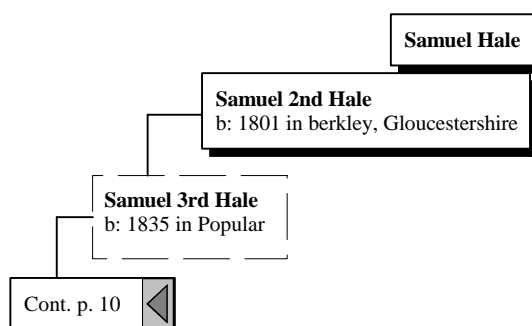 Samuel Hale
Samuel 2nd Hale
b: 1801 in berkley, Gloucestershire
Samuel 3rd Hale
b: 1835 in Popular
Cont. p. 10